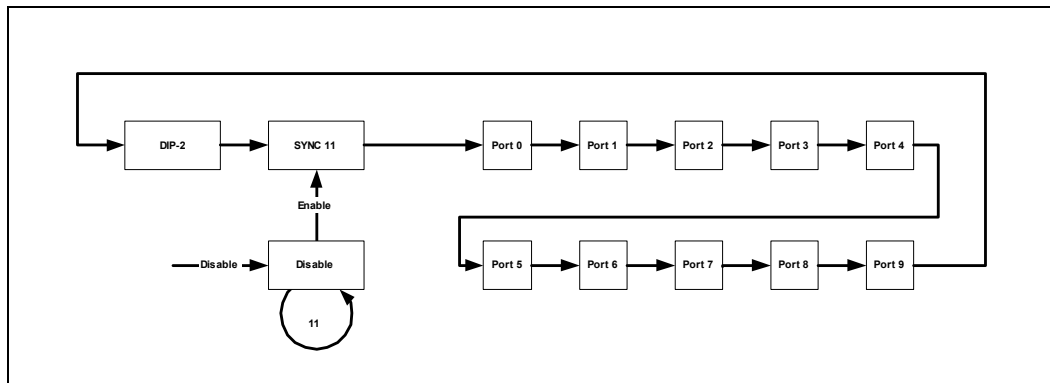 DIP-2
SYNC 11
Port 0
Port 1
Port 2
Port 3
Port 4
Enable
Disable
Disable
Port 5
Port 6
Port 7
Port 8
Port 9
11